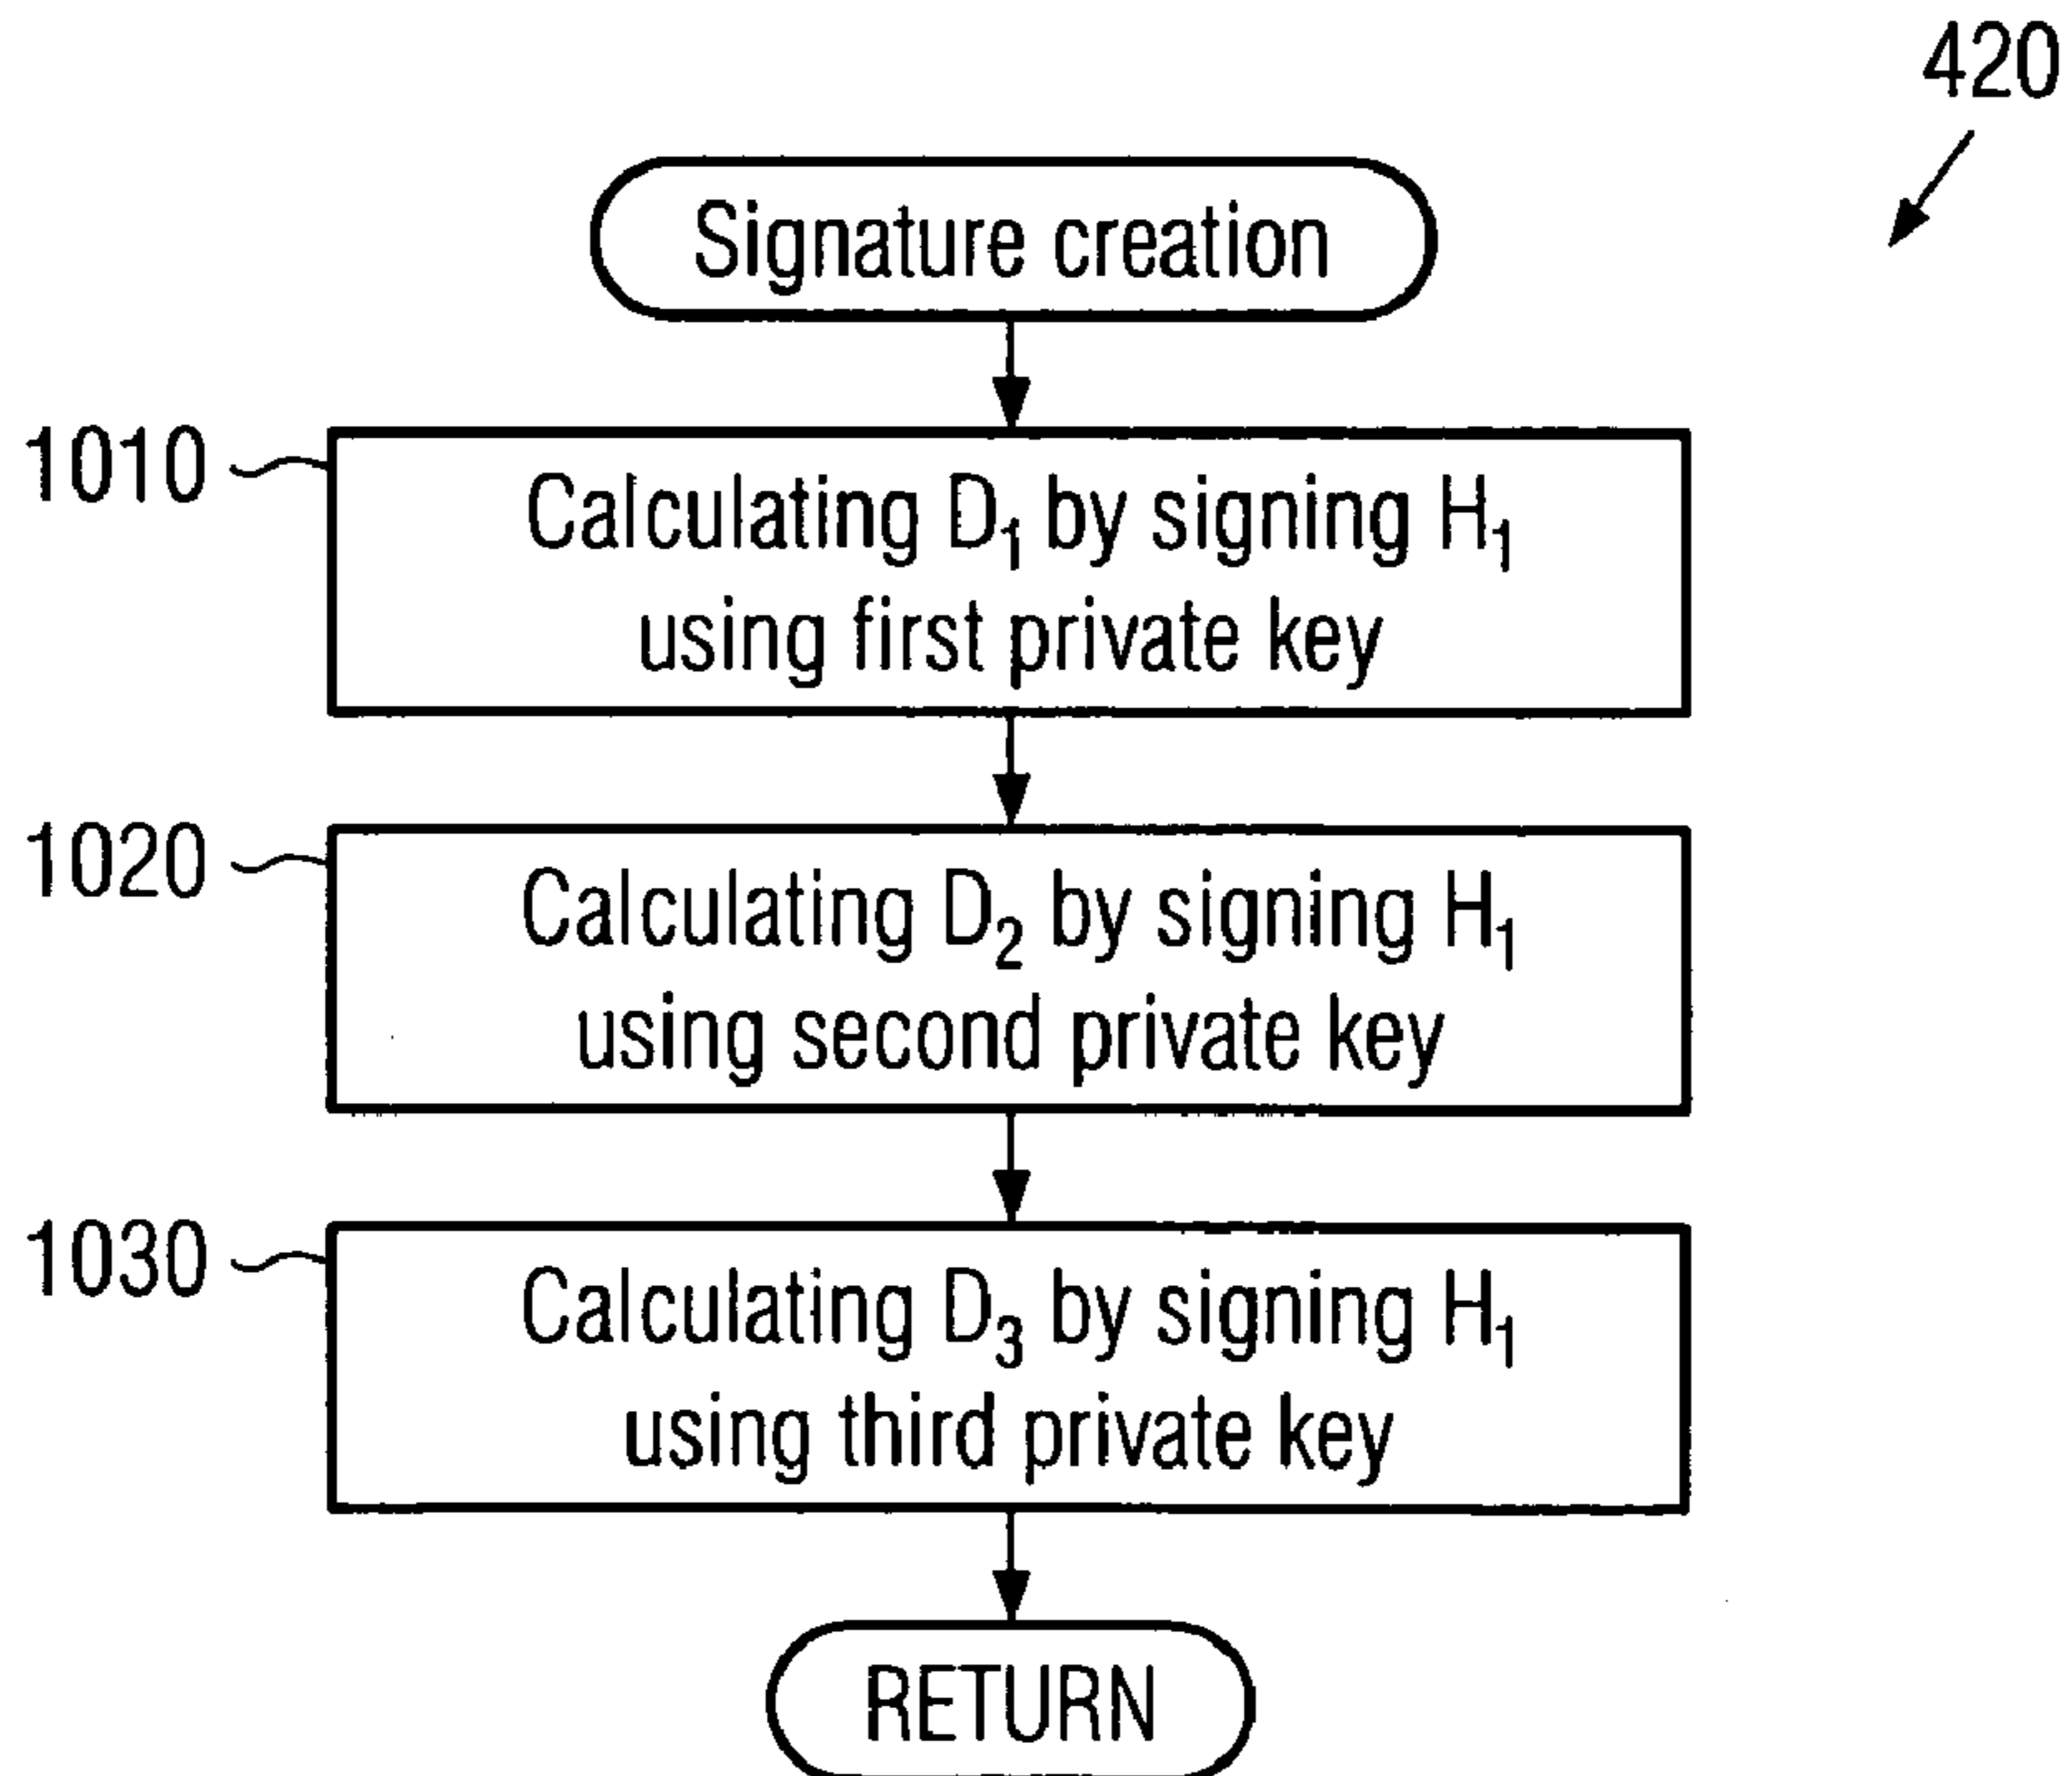 420
Signature creation
1010
Calculating D₁ by signing H₁
using first private key
1020
Calculating D₂ by signing H₁
using second private key
1030
Calculating D₃ by signing H₁
using third private key
RETURN